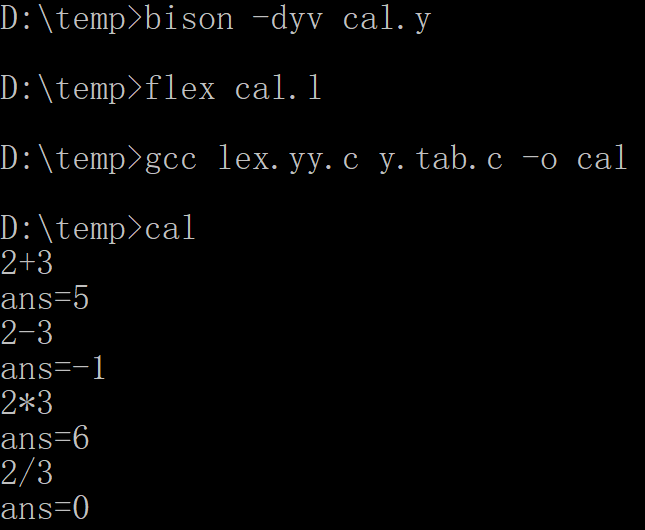 D:\temp>bison -dyv cal.y
D:\temp>flex cal.l
D:\temp>gcc lex.yy.c y.tab.c -o cal
D:\temp>cal
2+3
ans=5
2-3
ans=-1
2*3
ans=6
2/3
ans=0